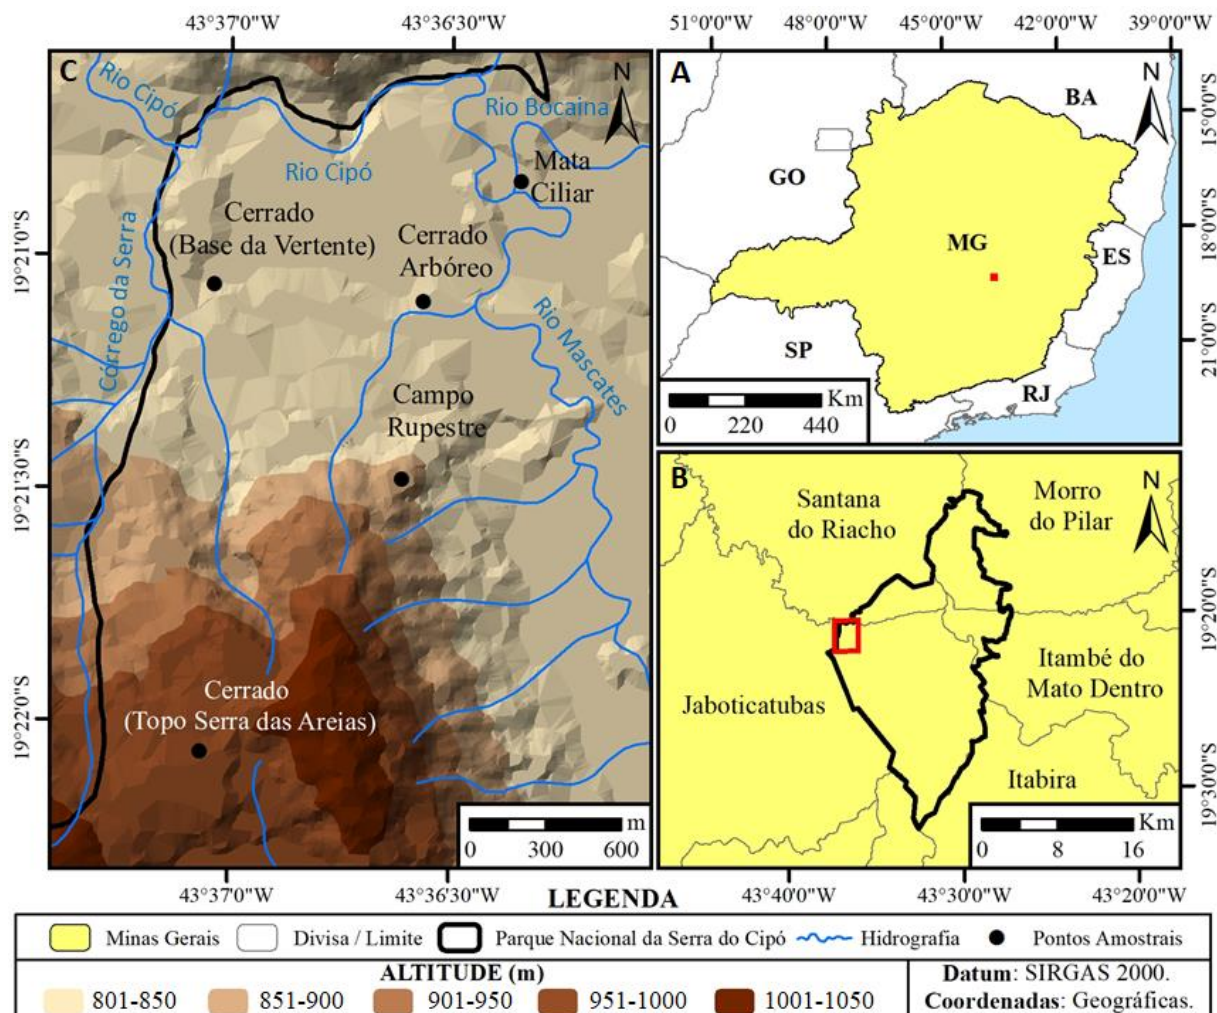 43°37'0"W
43°36'30"W
C
N
Rio Cipó
Rio Bocaina
Rio Cipó
Mata
Ciliar
Cerrado
(Base da Vertente)
Cerrado
Arbóreo
Córrego da Serra
Rio Mascates
Campo
Rupestre
Cerrado
(Topo Serra das Areias)
19°21'0"S
19°21'30"S
19°22'0"S
m
0 300 600
43°37'0"W
43°36'30"W
51°0'0"W
48°0'0"W
45°0'0"W
42°0'0"W
39°0'0"W
A
N
BA
GO
MG
ES
SP
RJ
15°0'0"S
18°0'0"S
21°0'0"S
Km
0 220 440
B
N
Santana
do Riacho
Morro
do Pilar
Itambé do
Mato Dentro
Jaboticatubas
Itabira
19°20'0"S
19°30'0"S
Km
0 8 16
43°40'0"W
43°30'0"W
43°20'0"W
LEGENDA
Minas Gerais
Divisa / Limite
Parque Nacional da Serra do Cipó
Hidrografia
Pontos Amostrais
ALTITUDE (m)
801-850
851-900
901-950
951-1000
1001-1050
Datum: SIRGAS 2000.
Coordenadas: Geográficas.